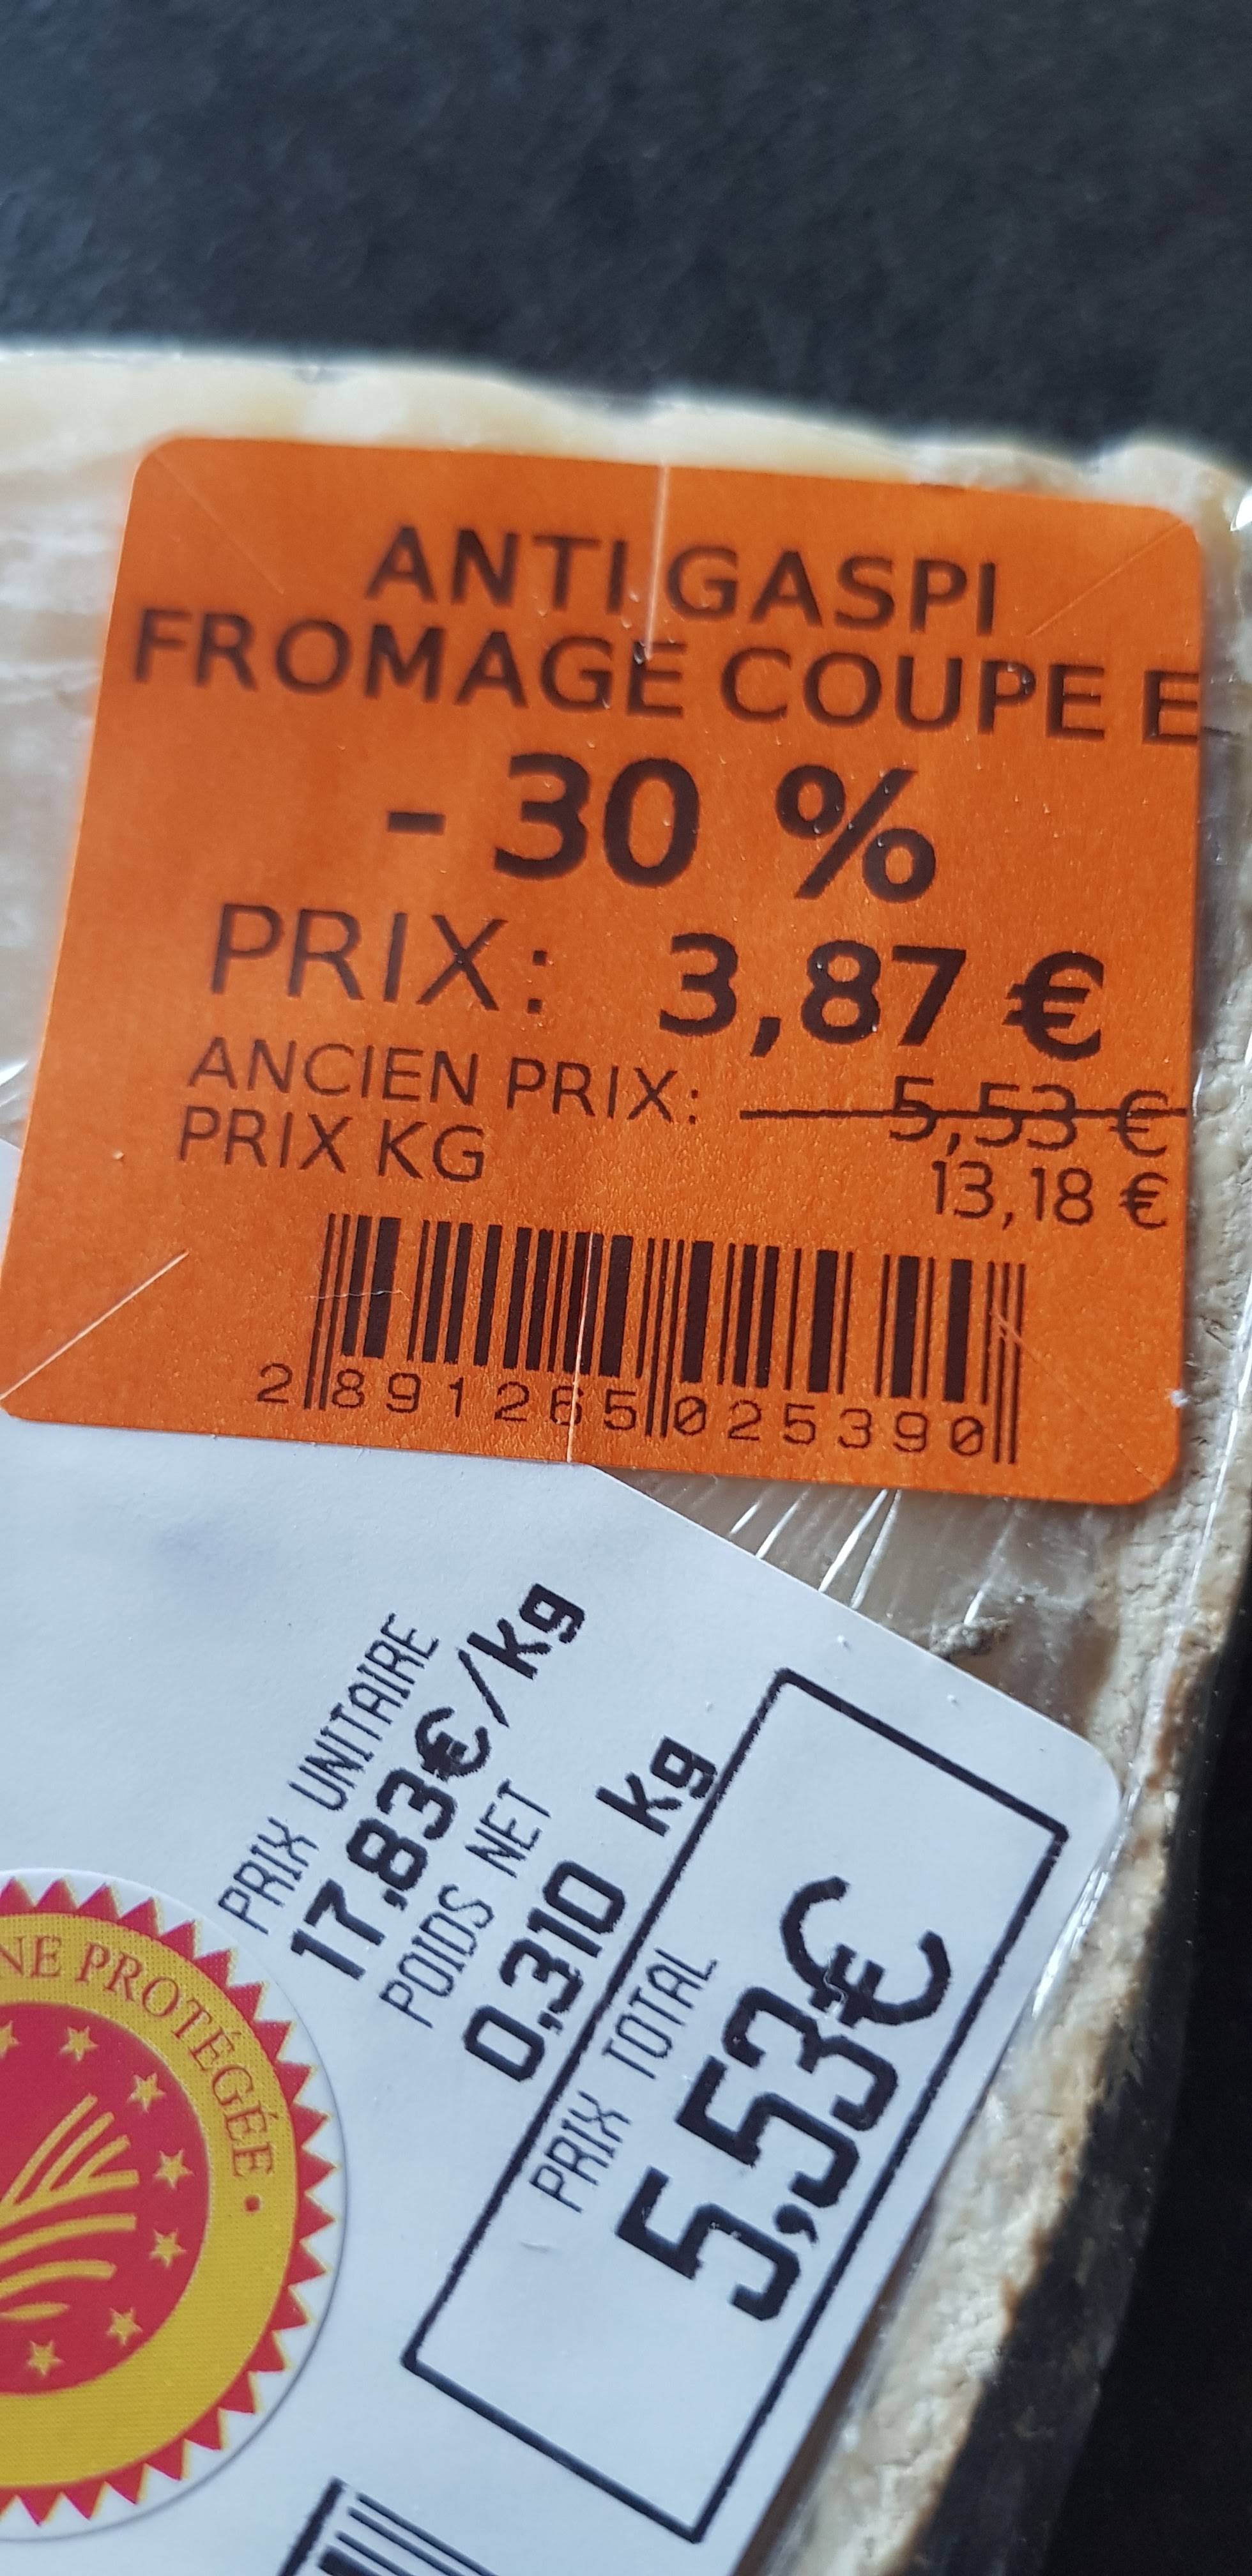 ANTI GASPI
FROMAGE COUPE E
- 30 %
PRIX: 3,87 €
ANCIEN PRIX: 5,53 €
PRIX KG 13,18 €
2 891265 025390
PRIX UNITAIRE
17,83€/kg
POIDS NET
0,310 kg
PRIX TOTAL
5,53€
NE PROTÉGÉE •